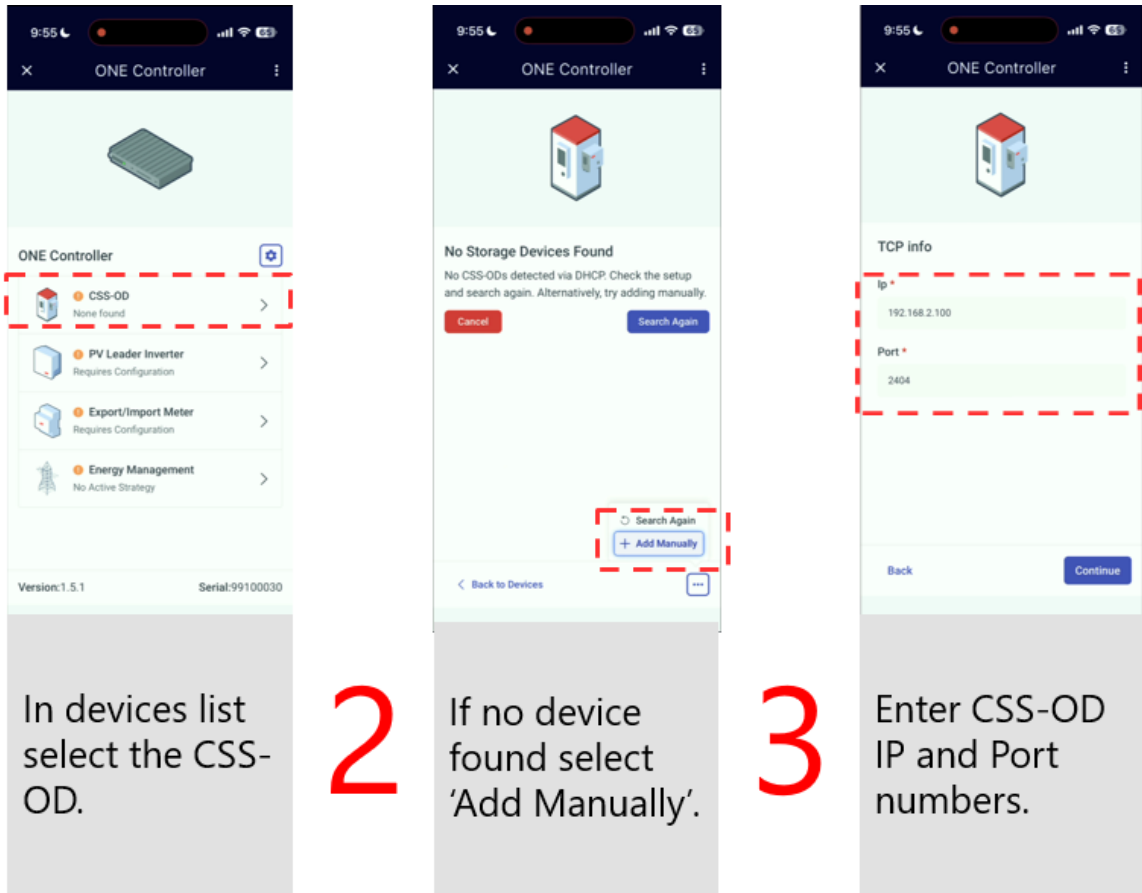 9:55
65
ONE Controller
ONE Controller
CSS-OD
None found
PV Leader Inverter
Requires Configuration
Export/Import Meter
Requires Configuration
Energy Management
No Active Strategy
Version:1.5.1
Serial:99100030
In devices list
select the CSS-
OD.
2
9:55
65
ONE Controller
No Storage Devices Found
No CSS-ODs detected via DHCP. Check the setup
and search again. Alternatively, try adding manually.
Cancel
Search Again
Search Again
+ Add Manually
Back to Devices
If no device
found select
‘Add Manually’.
3
9:55
65
ONE Controller
TCP info
Ip *
192.168.2.100
Port *
2404
Back
Continue
Enter CSS-OD
IP and Port
numbers.